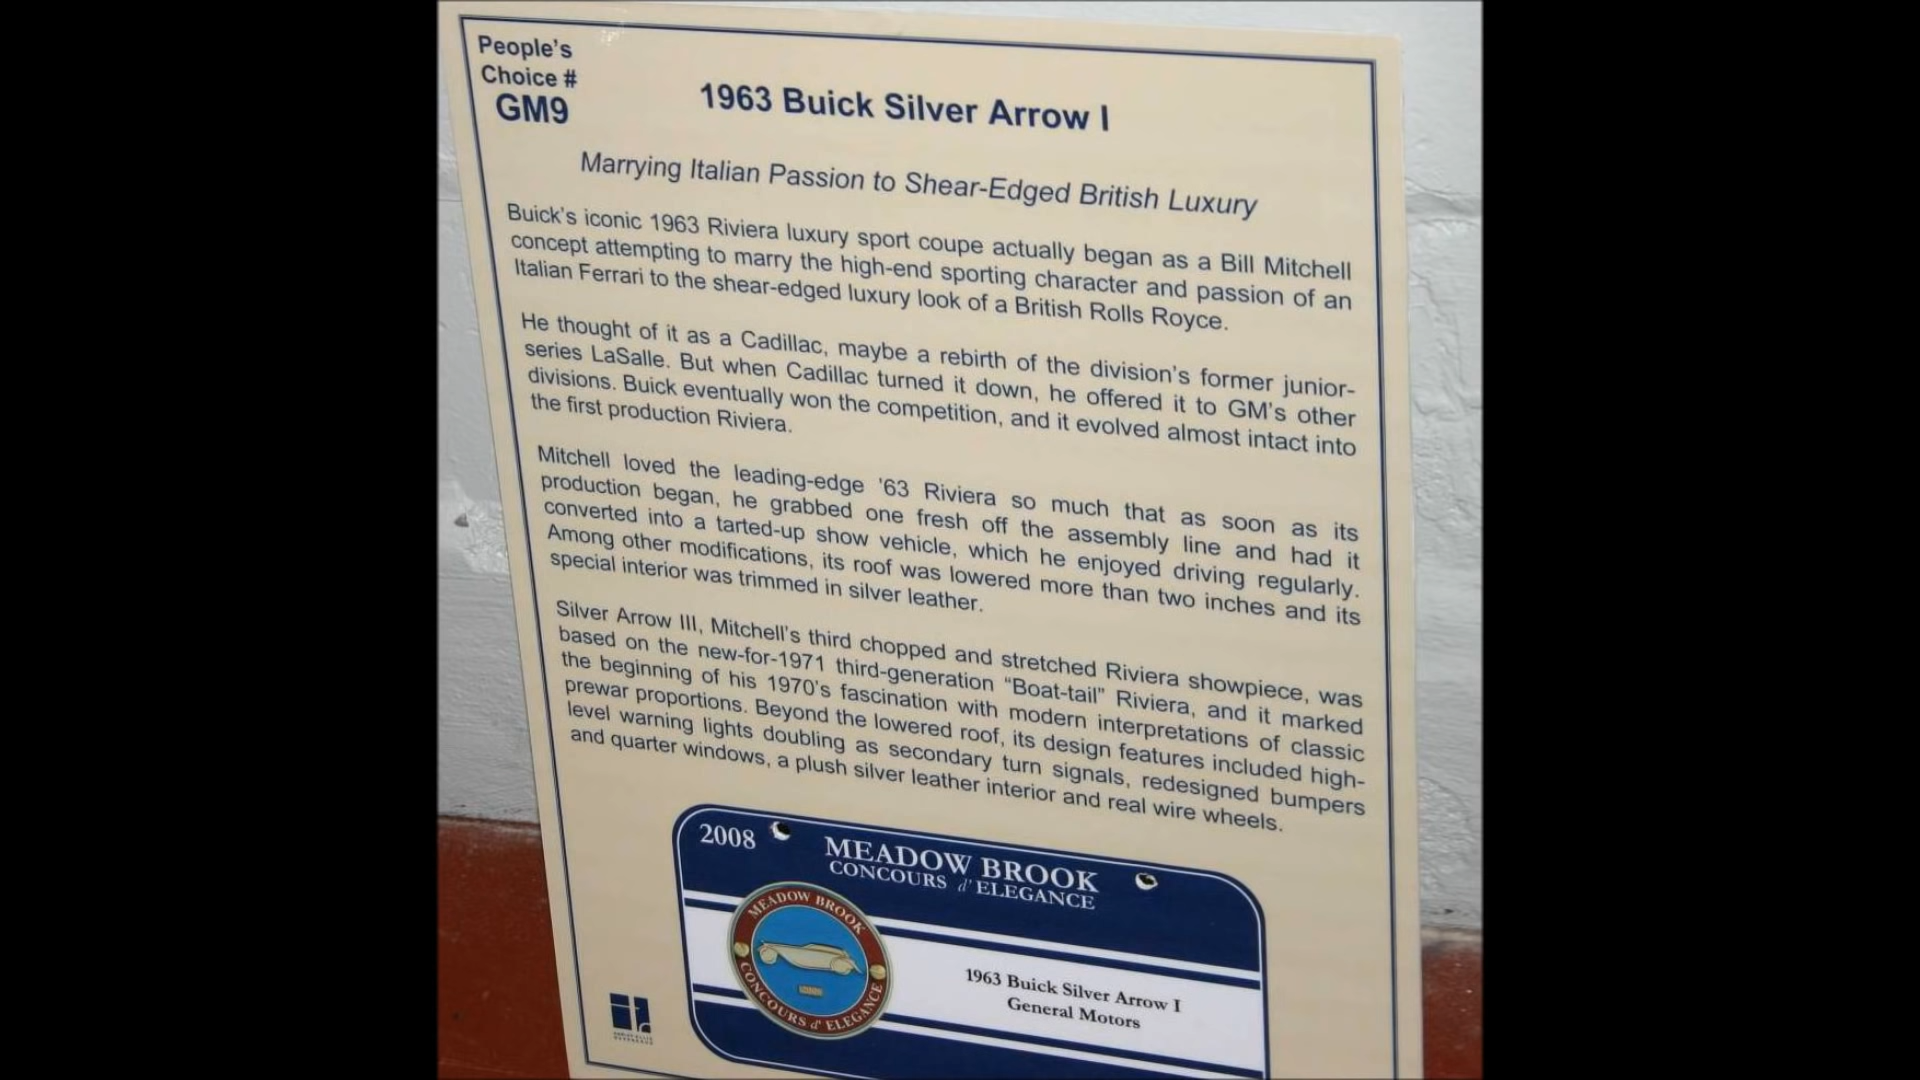 People's
Choice #
GM9
1963 Buick Silver Arrow I
Marrying Italian Passion to Shear-Edged British Luxury
Buick's iconic 1963 Riviera luxury sport coupe actually began as a Bill Mitchell
concept attempting to marry the high-end sporting character and passion of an
Italian Ferrari to the shear-edged luxury look of a British Rolls Royce.
He thought of it as a Cadillac, maybe a rebirth of the division's former junior-
series LaSalle. But when Cadillac turned it down, he offered it to GM's other
divisions. Buick eventually won the competition, and it evolved almost intact into
the first production Riviera.
Mitchell loved the leading-edge '63 Riviera so much that as soon as its
production began, he grabbed one fresh off the assembly line and had it
converted into a tarted-up show vehicle, which he enjoyed driving regularly.
Among other modifications, its roof was lowered more than two inches and its
special interior was trimmed in silver leather.
Silver Arrow III, Mitchell's third chopped and stretched Riviera showpiece, was
based on the new-for-1971 third-generation “Boat-tail” Riviera, and it marked
the beginning of his 1970's fascination with modern interpretations of classic
prewar proportions. Beyond the lowered roof, its design features included high-
level warning lights doubling as secondary turn signals, redesigned bumpers
and quarter windows, a plush silver leather interior and real wire wheels.
2008
MEADOW BROOK
CONCOURS d'ELEGANCE
MEADOW BROOK
CONCOURS d'ELEGANCE
1963 Buick Silver Arrow I
General Motors